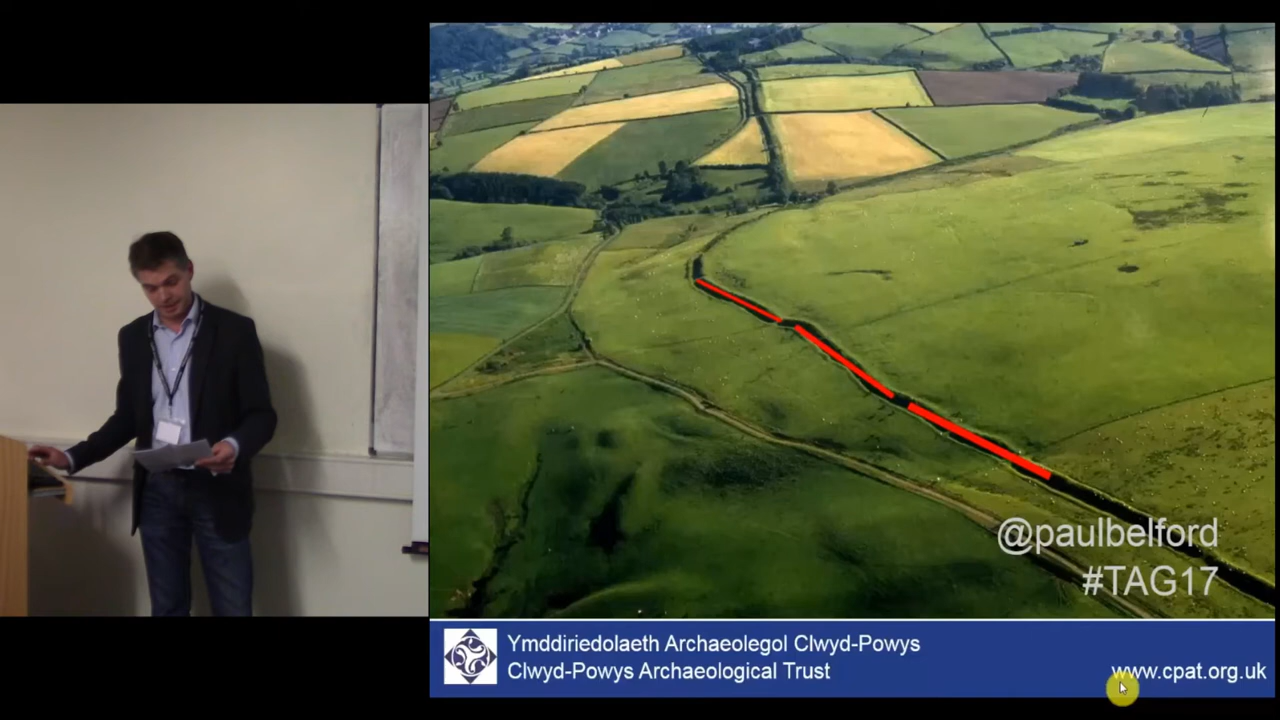 @paulbelford
#TAG17
Ymddiriedolaeth Archaeolegol Clwyd-Powys
Clwyd-Powys Archaeological Trust
www.cpat.org.uk